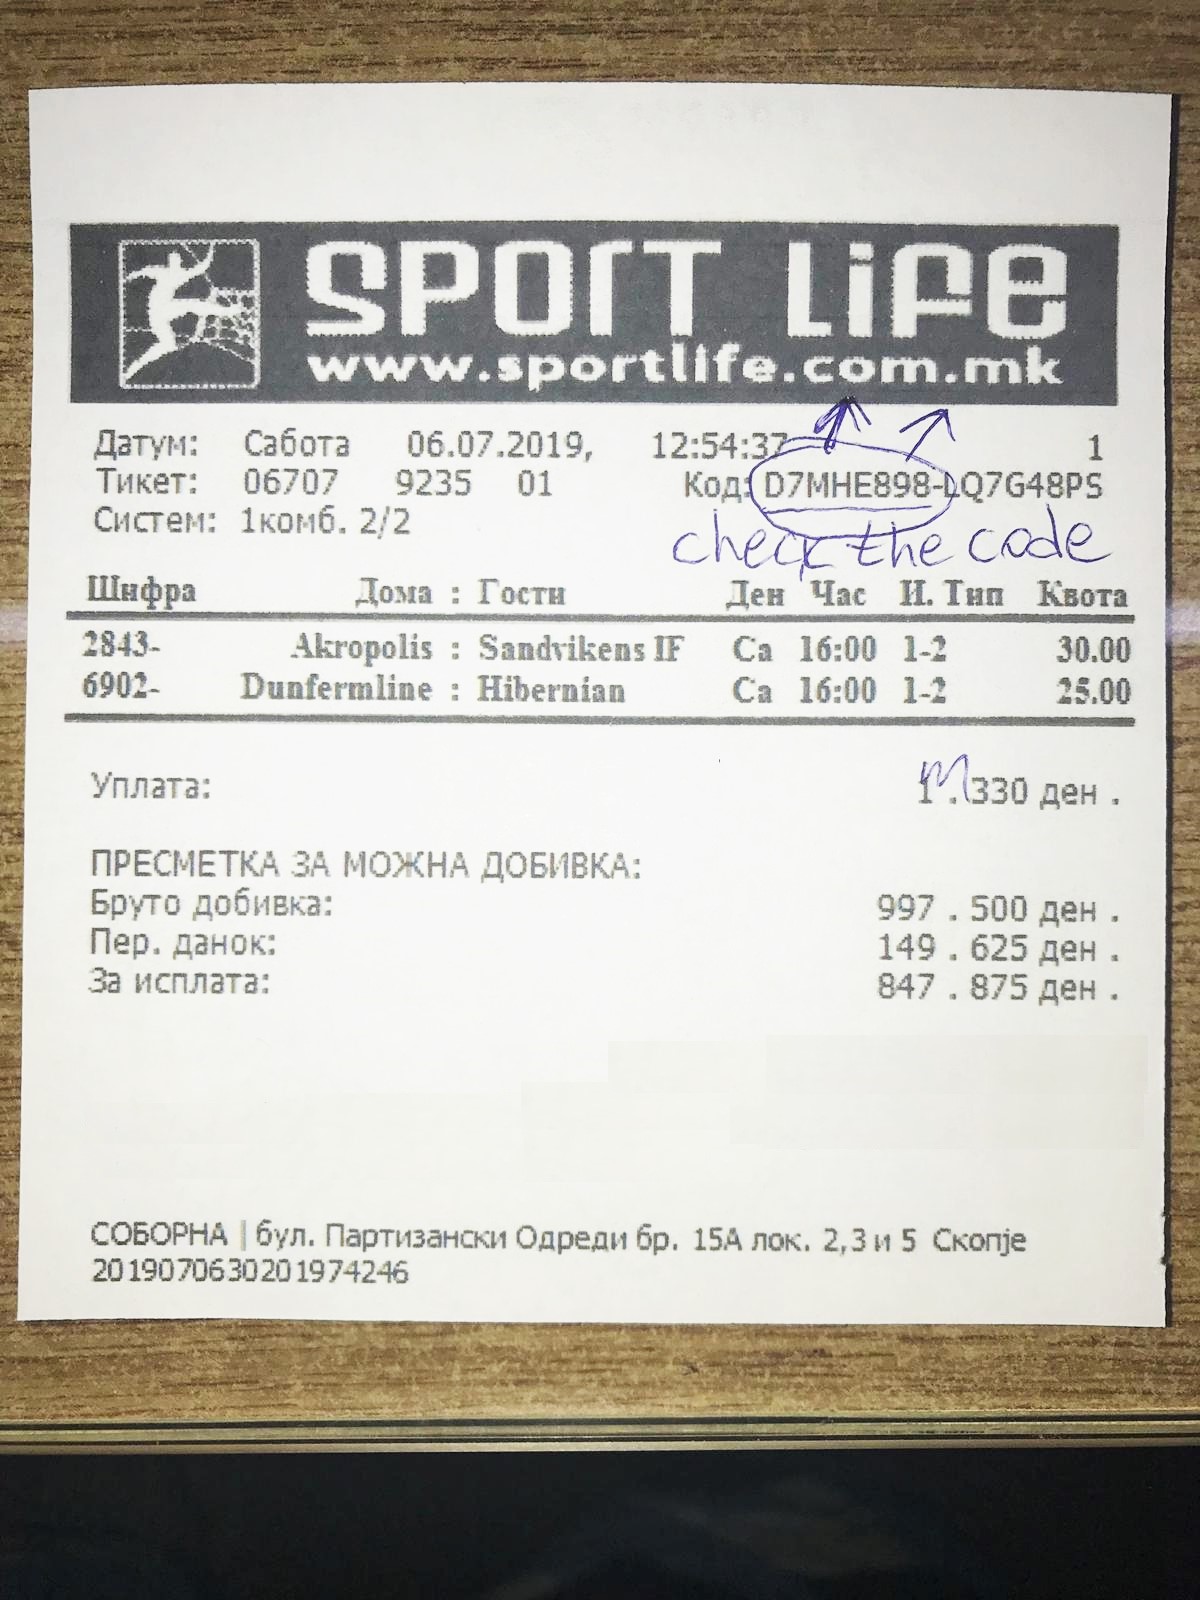 SPORT LIFE
www.sportlife.com.mk
Датум: Сабота 06.07.2019, 12:54:37 1
Тикет: 06707 9235 01 Код: D7MHE898-LQ7G48PS
Систем: 1комб. 2/2
check the code
Шифра Дома : Гости Ден Час И. Тип Квота
2843- Akropolis : Sandvikens IF Са 16:00 1-2 30.00
6902- Dunfermline : Hibernian Са 16:00 1-2 25.00
Уплата: 1.330 ден .
ПРЕСМЕТКА ЗА МОЖНА ДОБИВКА:
Бруто добивка: 997 . 500 ден .
Пер. данок: 149 . 625 ден .
За исплата: 847 . 875 ден .
СОБОРНА | бул. Партизански Одреди бр. 15А лок. 2,3 и 5 Скопје
20190706302019742​46